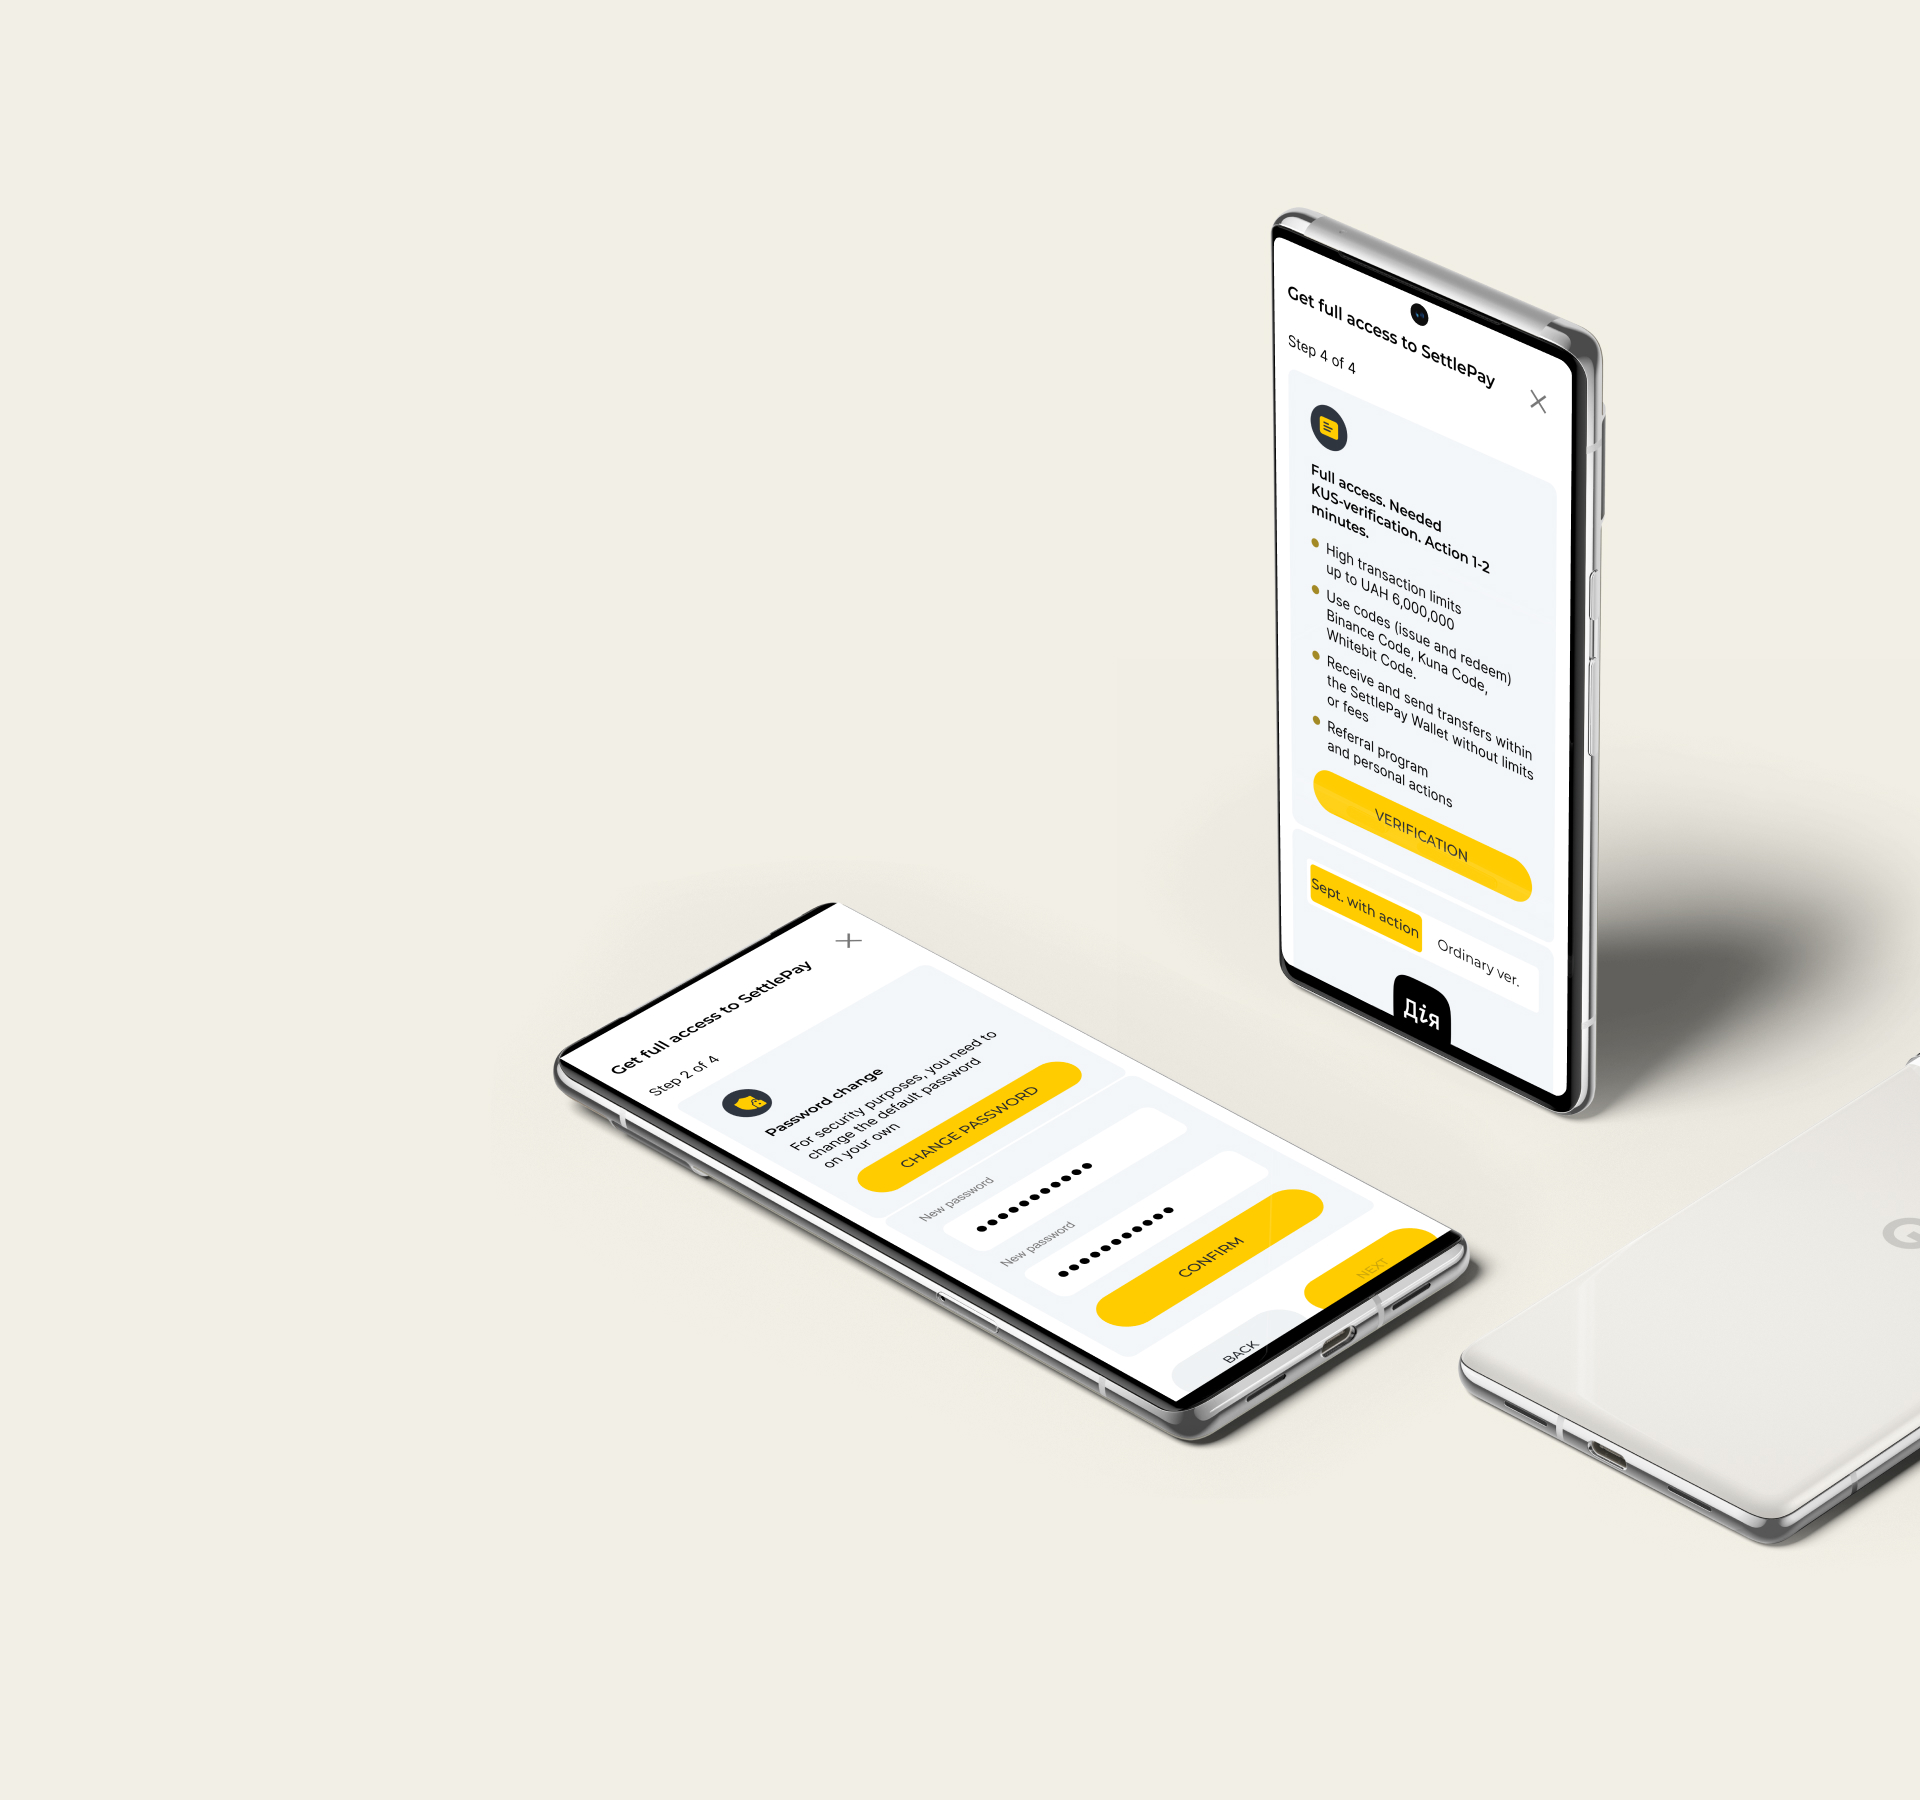 Get full access to SettlePay
Step 4 of 4
Full access. Needed
KUS-verification. Action 1-2
minutes.
High transaction limits
up to UAH 6,000,000
Use codes (issue and redeem)
Binance Code, Kuna Code,
Whitebit Code.
Receive and send transfers within
the SettlePay Wallet without limits
or fees
Referral program
and personal actions
VERIFICATION
Sept. with action
Ordinary ver.
Дія
Get full access to SettlePay
Step 2 of 4
Password change
For security purposes, you need to
change the default password
on your own
CHANGE PASSWORD
New password
New password
CONFIRM
NEXT
BACK
G